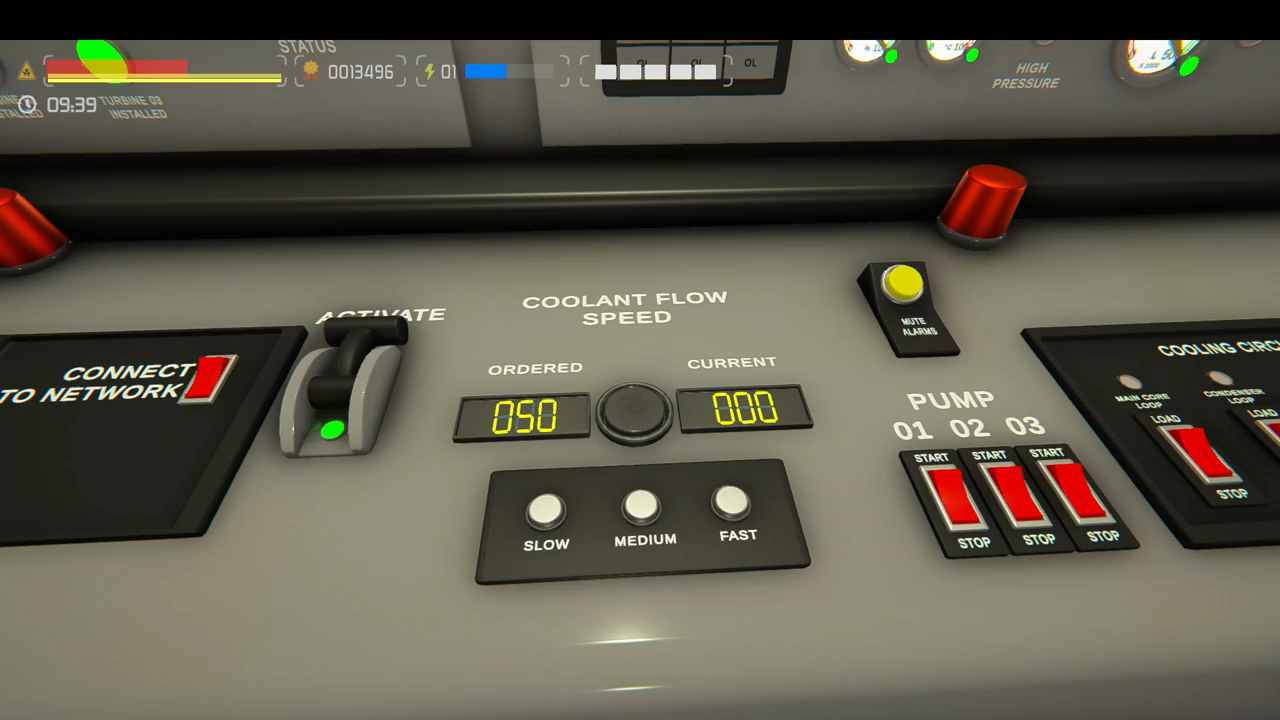 STATUS
0013496
01
09:39
TURBINE 03
INSTALLED
OL
HIGH
PRESSURE
ACTIVATE
COOLANT FLOW
SPEED
MUTE
ALARMS
CONNECT
TO NETWORK
ORDERED
CURRENT
050
000
PUMP
01 02 03
START START START
STOP STOP STOP
SLOW
MEDIUM
FAST
MAIN CORE
LOOP
CONDENSER
LOOP
LOAD
LOAD
STOP